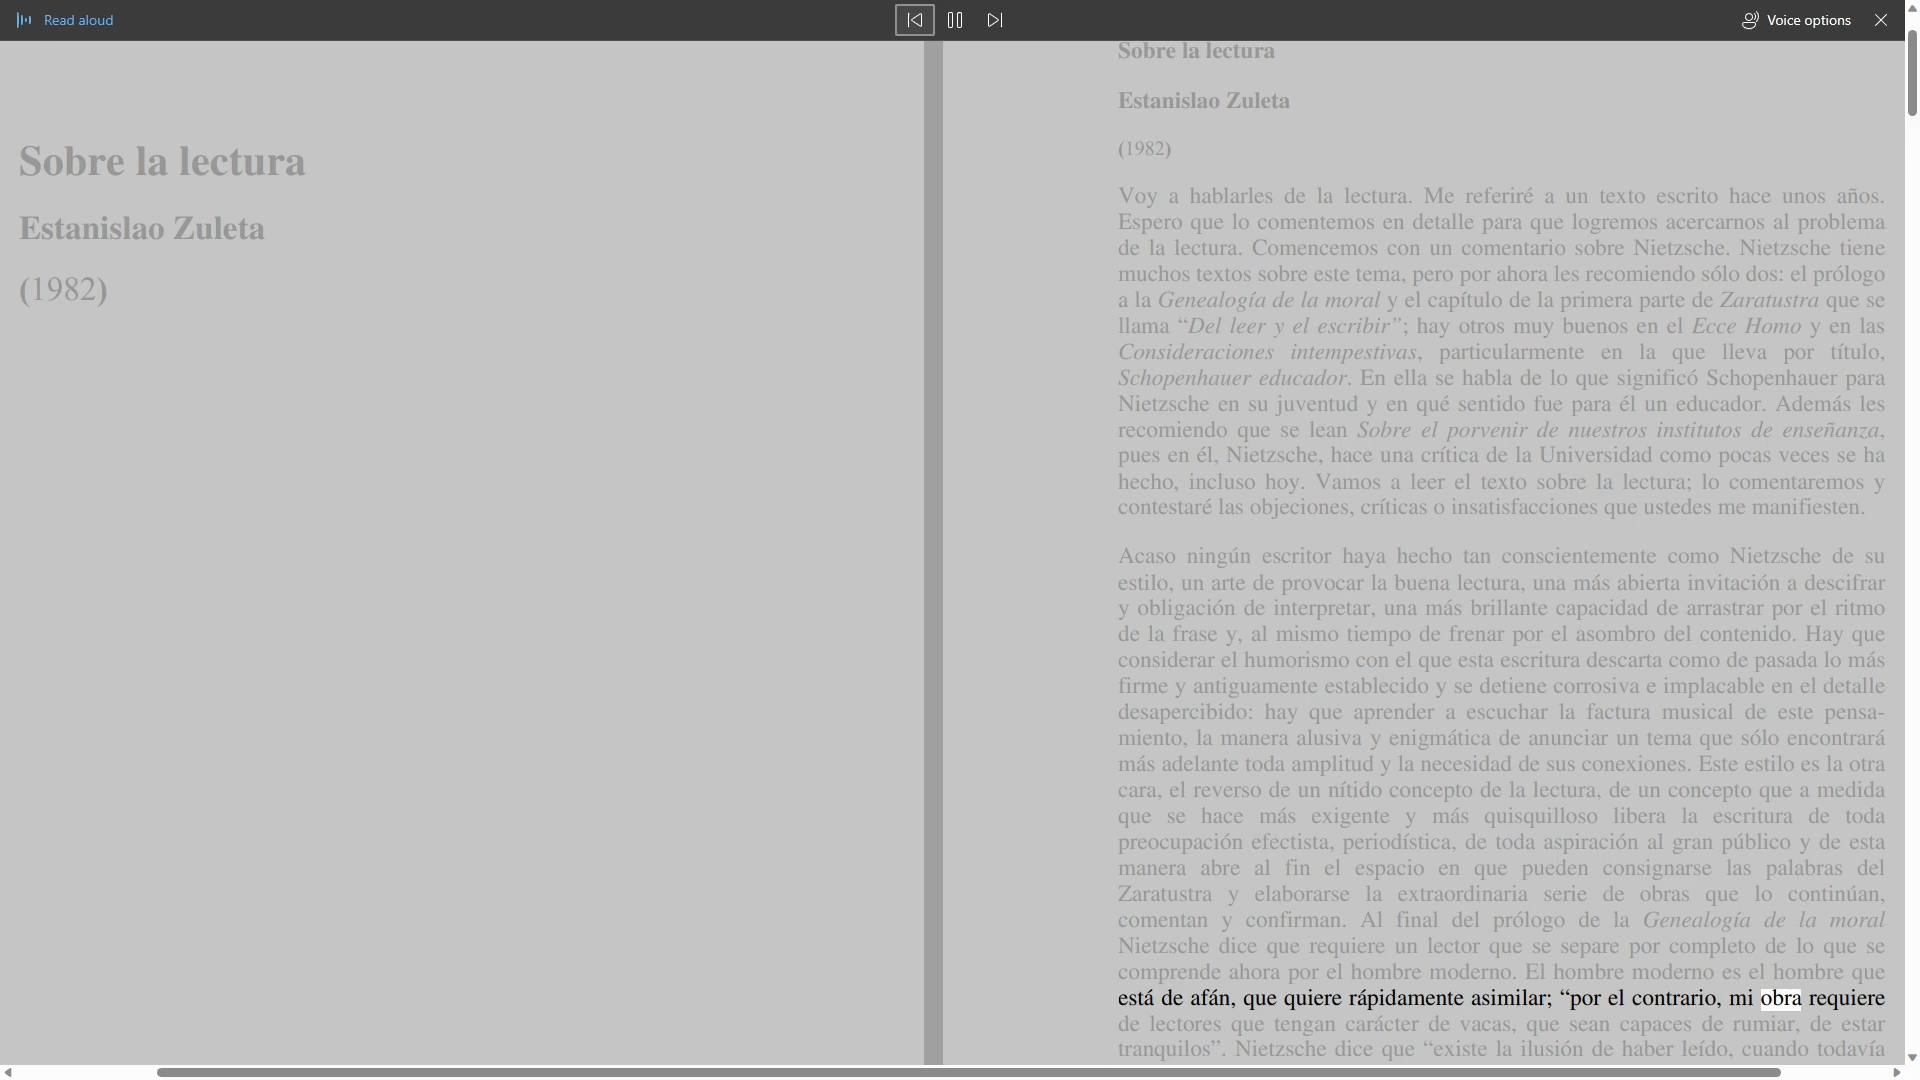 Read aloud
Voice options
Sobre la lectura
Estanislao Zuleta
(1982)
Sobre la lectura
Estanislao Zuleta
(1982)
Voy a hablarles de la lectura. Me referiré a un texto escrito hace unos años.
Espero que lo comentemos en detalle para que logremos acercarnos al problema
de la lectura. Comencemos con un comentario sobre Nietzsche. Nietzsche tiene
muchos textos sobre este tema, pero por ahora les recomiendo sólo dos: el prólogo
a la Genealogía de la moral y el capítulo de la primera parte de Zaratustra que se
llama “Del leer y el escribir”; hay otros muy buenos en el Ecce Homo y en las
Consideraciones intempestivas, particularmente en la que lleva por título,
Schopenhauer educador. En ella se habla de lo que significó Schopenhauer para
Nietzsche en su juventud y en qué sentido fue para él un educador. Además les
recomiendo que se lean Sobre el porvenir de nuestros institutos de enseñanza,
pues en él, Nietzsche, hace una crítica de la Universidad como pocas veces se ha
hecho, incluso hoy. Vamos a leer el texto sobre la lectura; lo comentaremos y
contestaré las objeciones, críticas o insatisfacciones que ustedes me manifiesten.
Acaso ningún escritor haya hecho tan conscientemente como Nietzsche de su
estilo, un arte de provocar la buena lectura, una más abierta invitación a descifrar
y obligación de interpretar, una más brillante capacidad de arrastrar por el ritmo
de la frase y, al mismo tiempo de frenar por el asombro del contenido. Hay que
considerar el humorismo con el que esta escritura descarta como de pasada lo más
firme y antiguamente establecido y se detiene corrosiva e implacable en el detalle
desapercibido: hay que aprender a escuchar la factura musical de este pensa-
miento, la manera alusiva y enigmática de anunciar un tema que sólo encontrará
más adelante toda amplitud y la necesidad de sus conexiones. Este estilo es la otra
cara, el reverso de un nítido concepto de la lectura, de un concepto que a medida
que se hace más exigente y más quisquilloso libera la escritura de toda
preocupación efectista, periodística, de toda aspiración al gran público y de esta
manera abre al fin el espacio en que pueden consignarse las palabras del
Zaratustra y elaborarse la extraordinaria serie de obras que lo continúan,
comentan y confirman. Al final del prólogo de la Genealogía de la moral
Nietzsche dice que requiere un lector que se separe por completo de lo que se
comprende ahora por el hombre moderno. El hombre moderno es el hombre que
está de afán, que quiere rápidamente asimilar; “por el contrario, mi obra requiere
de lectores que tengan carácter de vacas, que sean capaces de rumiar, de estar
tranquilos”. Nietzsche dice que “existe la ilusión de haber leído, cuando todavía